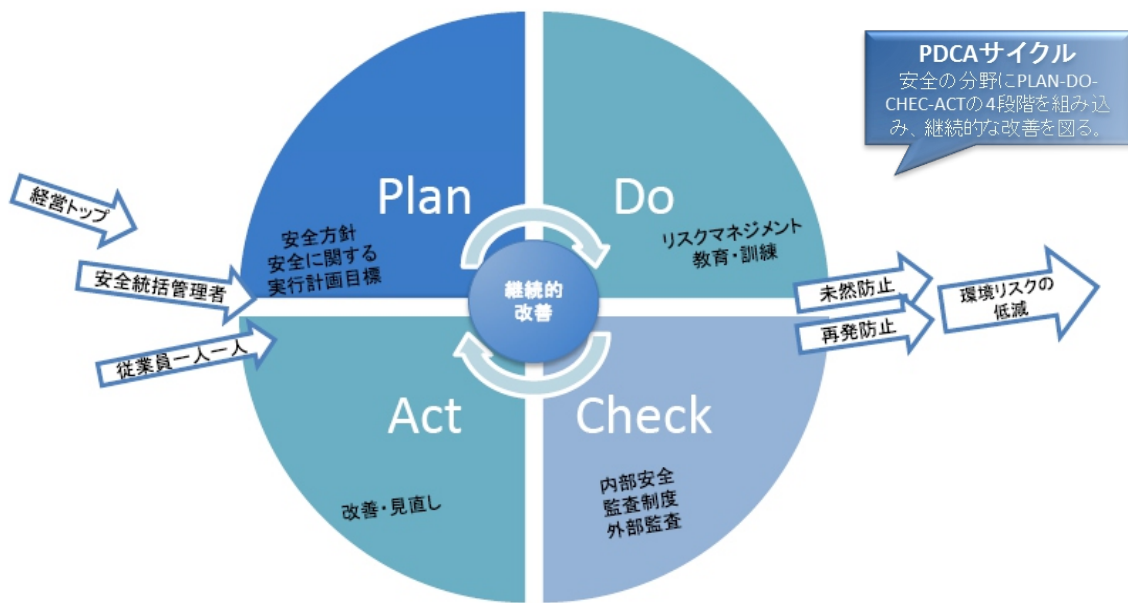 PDCAサイクル
安全の分野にPLAN-DO-
CHEC-ACTの4段階を組み込
み、継続的な改善を図る。
Plan
安全方針
安全に関する
実行計画目標
Do
リスクマネジメント
教育・訓練
経営トップ
安全統括管理者
従業員一人一人
継続的
改善
未然防止
再発防止
環境リスクの
低減
Act
改善・見直し
Check
内部安全
監査制度
外部監査